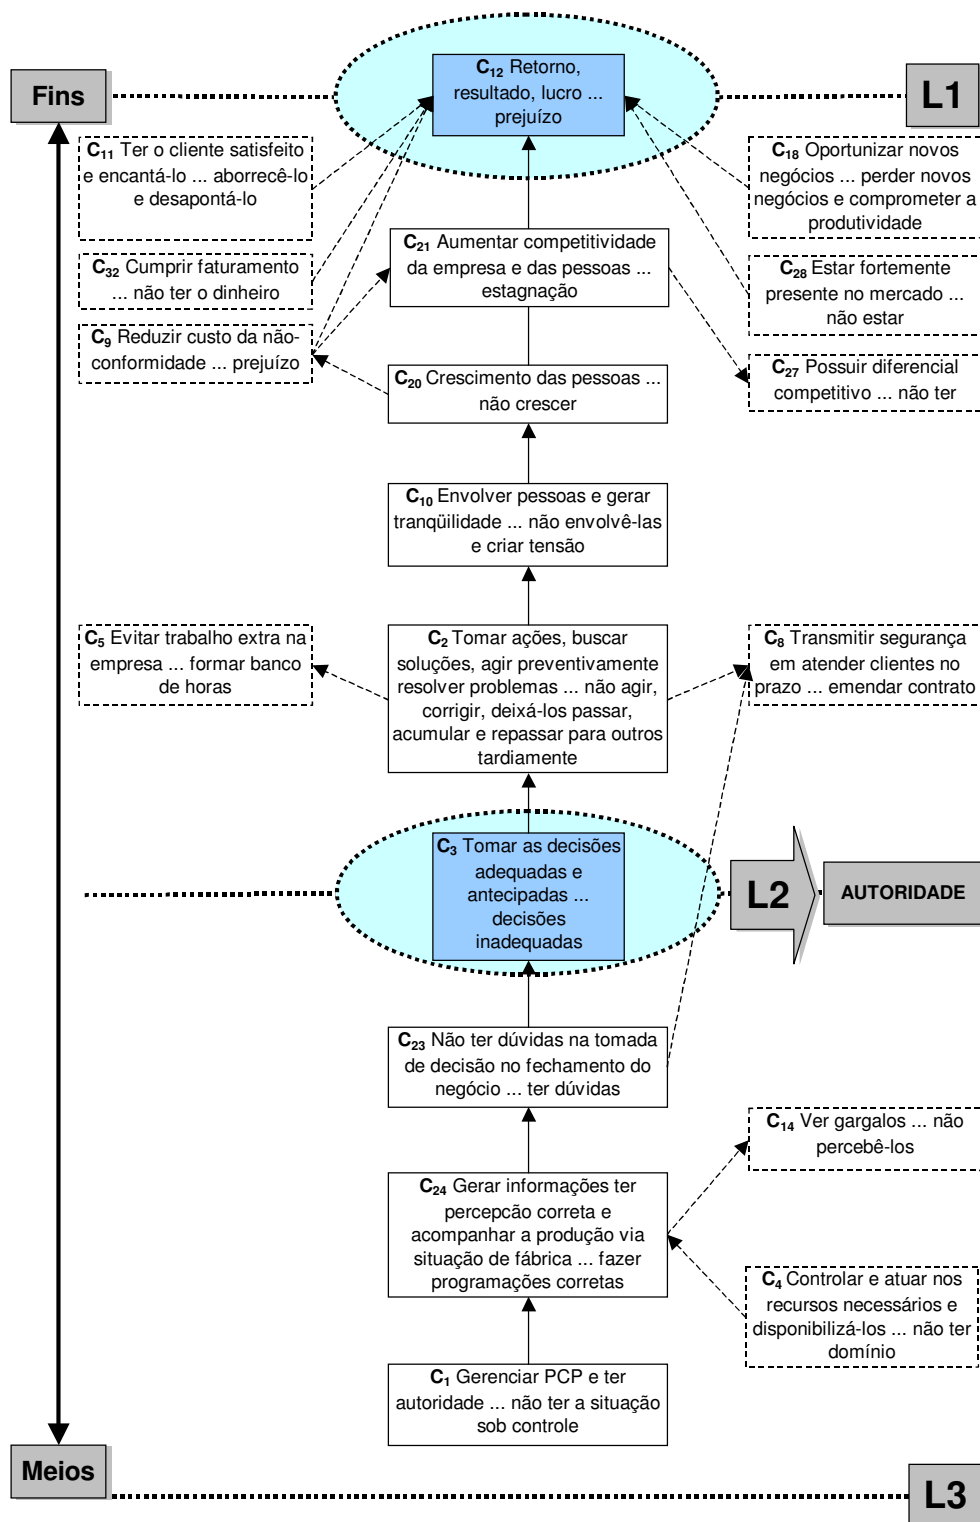 C12 Retorno,
resultado, lucro ...
prejuízo
Fins
L1
C11 Ter o cliente satisfeito
e encantá-lo ... aborrecê-lo
e desapontá-lo
C18 Oportunizar novos
negócios ... perder novos
negócios e comprometer a
produtividade
C21 Aumentar competitividade
da empresa e das pessoas ...
estagnação
C32 Cumprir faturamento
... não ter o dinheiro
C28 Estar fortemente
presente no mercado ...
não estar
C9 Reduzir custo da não-
conformidade ... prejuízo
C20 Crescimento das pessoas ...
não crescer
C27 Possuir diferencial
competitivo ... não ter
C10 Envolver pessoas e gerar
tranqüilidade ... não envolvê-las
e criar tensão
C5 Evitar trabalho extra na
empresa ... formar banco
de horas
C2 Tomar ações, buscar
soluções, agir preventivamente
resolver problemas ... não agir,
corrigir, deixá-los passar,
acumular e repassar para outros
tardiamente
C8 Transmitir segurança
em atender clientes no
prazo ... emendar contrato
C3 Tomar as decisões
adequadas e
antecipadas ...
decisões
inadequadas
L2
AUTORIDADE
C23 Não ter dúvidas na tomada
de decisão no fechamento do
negócio ... ter dúvidas
C14 Ver gargalos ... não
percebê-los
C24 Gerar informações ter
percepcão correta e
acompanhar a produção via
situação de fábrica ... fazer
programações corretas
C4 Controlar e atuar nos
recursos necessários e
disponibilizá-los ... não ter
domínio
C1 Gerenciar PCP e ter
autoridade ... não ter a situação
sob controle
Meios
L3